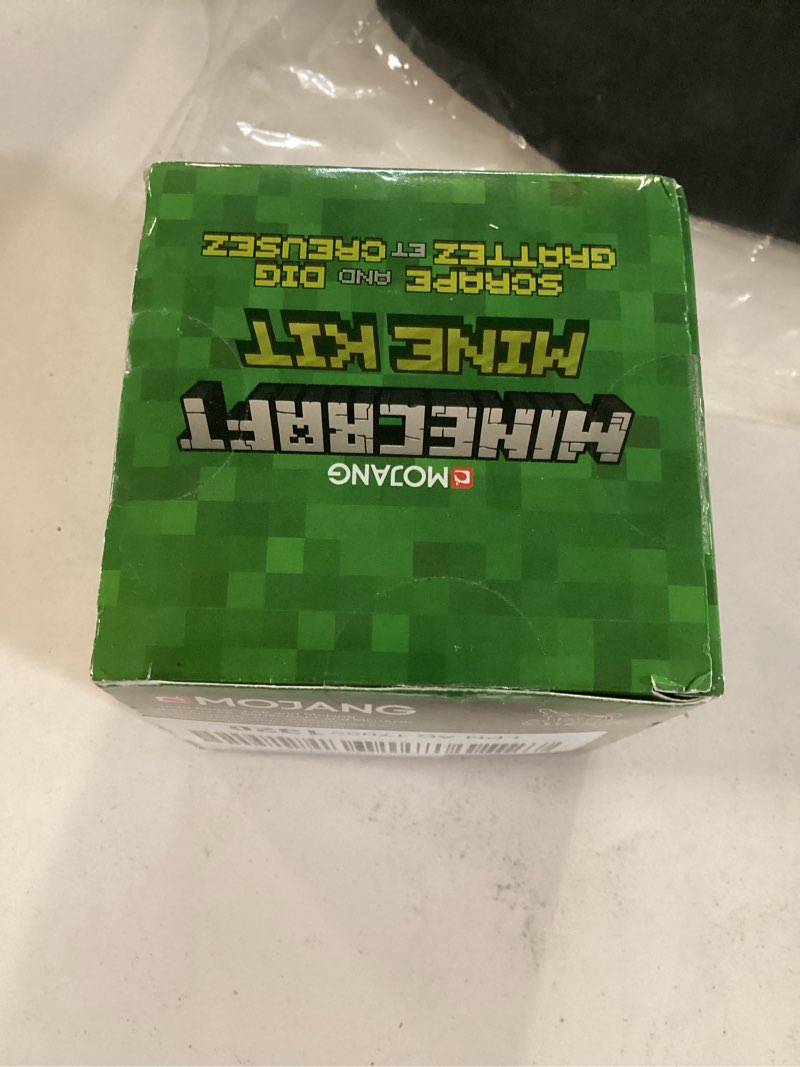 MOJANG
MINECRAFT
MINE KIT
SCRAPE AND DIG
GRATTEZ ET CREUSEZ
MOJANG